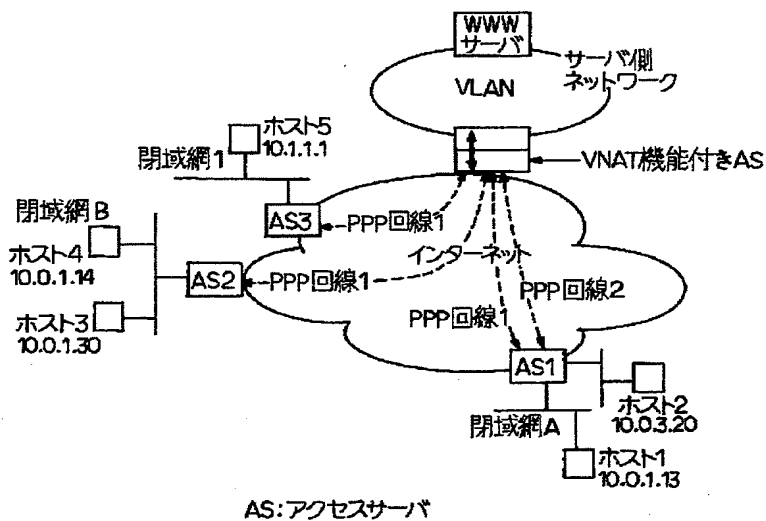 WWW
サーバ
サーバ側
ネットワーク
VLAN
VNAT機能付きAS
ホスト5
10.1.1.1
閉域網1
AS3
PPP回線1
閉域網B
ホスト4
10.0.1.14
AS2
PPP回線1
インターネット
ホスト3
10.0.1.30
PPP回線2
PPP回線1
AS1
ホスト2
10.0.3.20
閉域網A
ホスト1
10.0.1.13
AS:アクセスサーバ